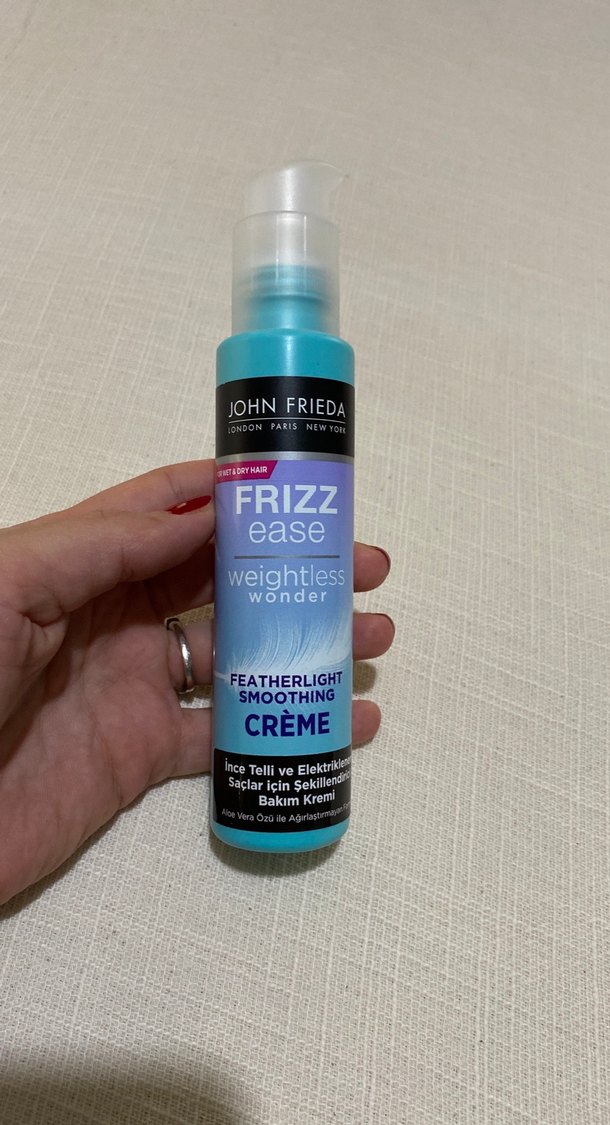 JOHN FRIEDA
LONDON PARIS NEW YORK
WET & DRY HAIR
FRIZZ
ease
weightless
wonder
FEATHERLIGHT
SMOOTHING
CRÈME
İnce Telli ve
Saçlar için
Bakım Kremi
Aloe Vera Özü ile Ağırlaştırmayan